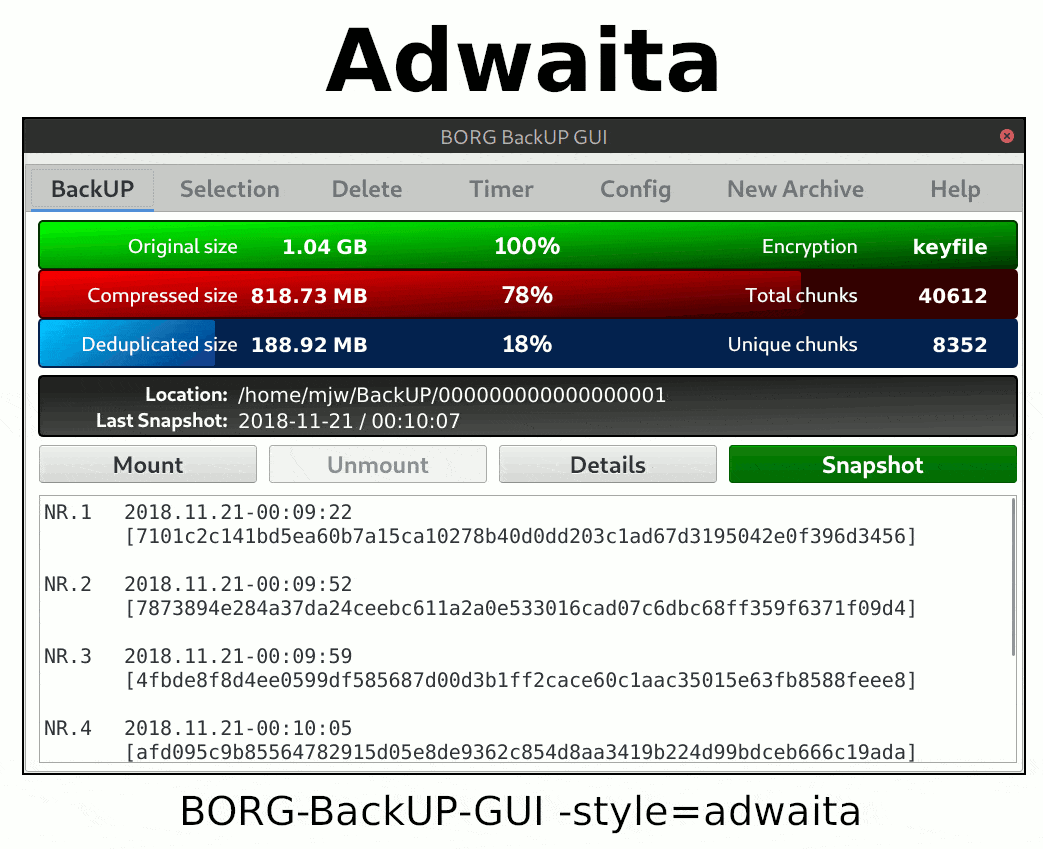 Adwaita
BORG BackUP GUI
BackUP Selection Delete Timer Config New Archive Help
Original size 1.04 GB 100% Encryption keyfile
Compressed size 818.73 MB 78% Total chunks 40612
Deduplicated size 188.92 MB 18% Unique chunks 8352
Location: /home/mjw/BackUP/000000000000000001
Last Snapshot: 2018-11-21 / 00:10:07
Mount Unmount Details Snapshot
NR.1 2018.11.21-00:09:22
[7101c2c141bd5ea60b7a15ca10278b40d0dd203c1ad67d3195042e0f396d3456]
NR.2 2018.11.21-00:09:52
[7873894e284a37da24ceebc611a2a0e533016cad07c6dbc68ff359f6371f09d4]
NR.3 2018.11.21-00:09:59
[4fbde8f8d4ee0599df585687d00d3b1ff2cace60c1aac35015e63fb8588feee8]
NR.4 2018.11.21-00:10:05
[afd095c9b85564782915d05e8de9362c854d8aa3419b224d99bdceb666c19ada]
BORG-BackUP-GUI -style=adwaita